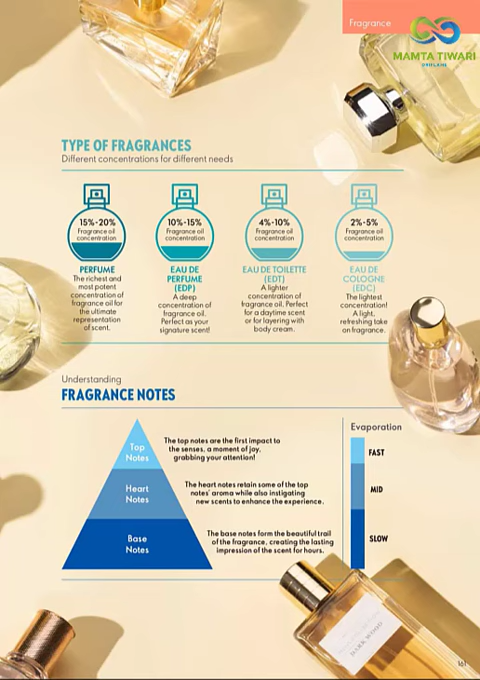 Fragrance
MAMTA TIWARI
TYPE OF FRAGRANCES
Different concentrations for different needs
15%-20%
Fragrance oil
concentration
PERFUME
The richest and
most potent
concentration of
fragrance oil for
the ultimate
representation
of scent.
10%-15%
Fragrance oil
concentration
EAU DE
PERFUME
(EDP)
A deep
concentration of
fragrance oil.
Perfect as your
signature scent!
4%-10%
Fragrance oil
concentration
EAU DE TOILETTE
(EDT)
A lighter
concentration of
fragrance oil. Perfect
for a daytime scent
or for layering with
body cream.
2%-5%
Fragrance oil
concentration
EAU DE
COLOGNE
(EDC)
The lightest
concentration!
A light,
refreshing take
on fragrance.
Understanding
FRAGRANCE NOTES
Top
Notes
The top notes are the first impact to
the senses, a moment of joy,
grabbing your attention!
Heart
Notes
The heart notes retain some of the top
notes' aroma while also instigating
new scents to enhance the experience.
Base
Notes
The base notes form the beautiful trail
of the fragrance, creating the lasting
impression of the scent for hours.
Evaporation
FAST
MID
SLOW
DARK WOOD
161